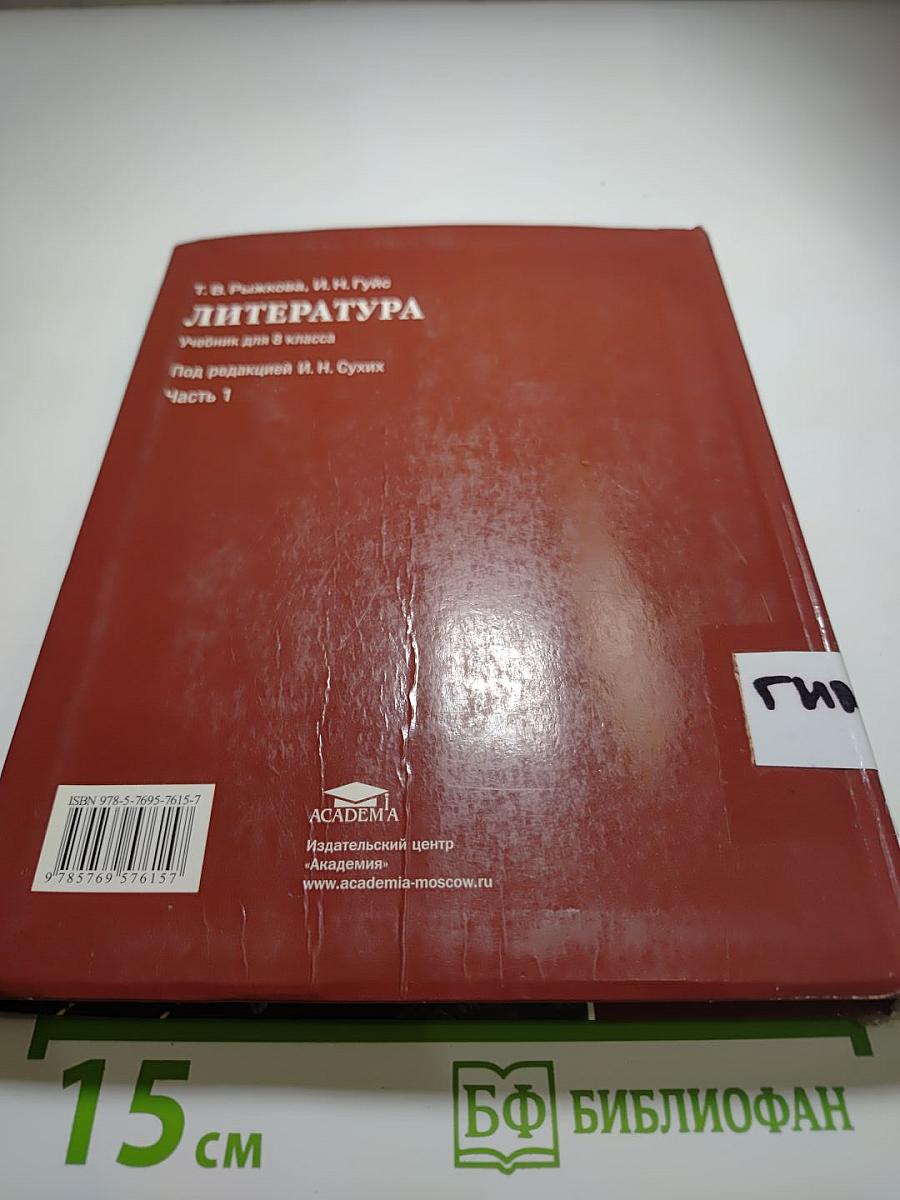 Т. В. Рыжкова, И. Н. Гуйс
ЛИТЕРАТУРА
Учебник для 8 класса
Под редакцией И. Н. Сухих
Часть 1
ISBN 978-5-7695-7615-7
9 785769 576157
ACADEMA
Издательский центр
«Академия»
www.academia-moscow.ru
15 см
БФ БИБЛИОФАН